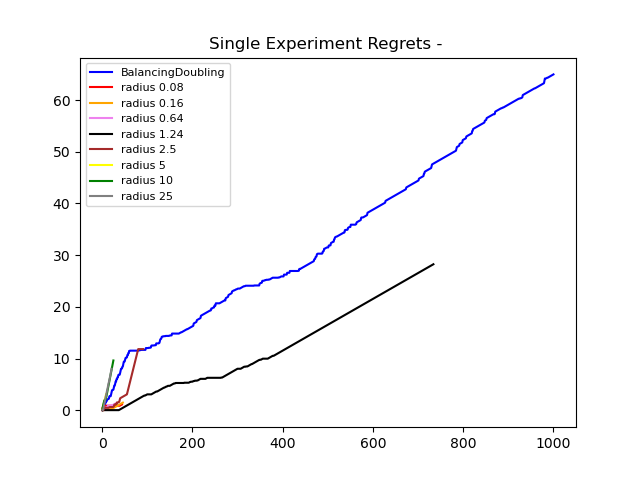 Single Experiment Regrets -
BalancingDoubling
radius 0.08
radius 0.16
radius 0.64
radius 1.24
radius 2.5
radius 5
radius 10
radius 25
60
50
40
30
20
10
0
0 200 400 600 800 1000